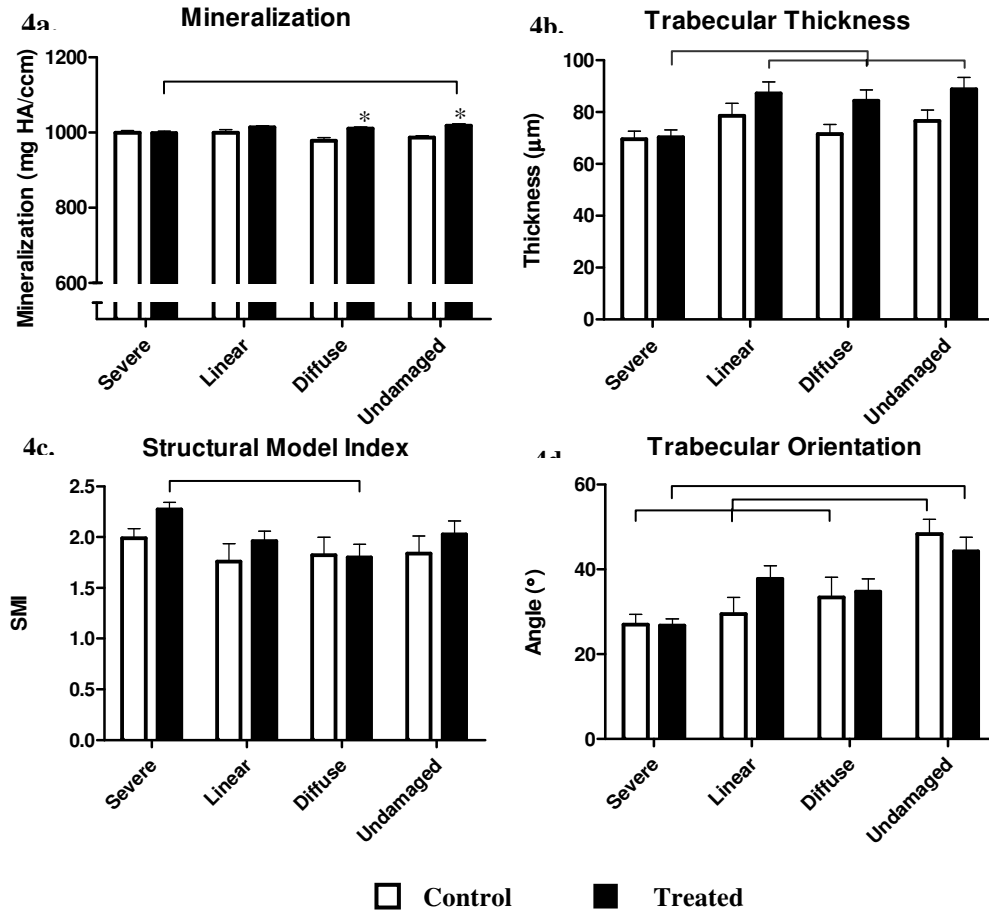 4a.
Mineralization
Mineralization (mg HA/ccm)
1200
1000
800
600
*
*
Severe
Linear
Diffuse
Undamaged
4b.
Trabecular Thickness
Thickness (µm)
100
80
60
40
20
0
Severe
Linear
Diffuse
Undamaged
4c.
Structural Model Index
SMI
2.5
2.0
1.5
1.0
0.5
0.0
Severe
Linear
Diffuse
Undamaged
4d
Trabecular Orientation
Angle (°)
60
40
20
0
Severe
Linear
Diffuse
Undamaged
Control
Treated